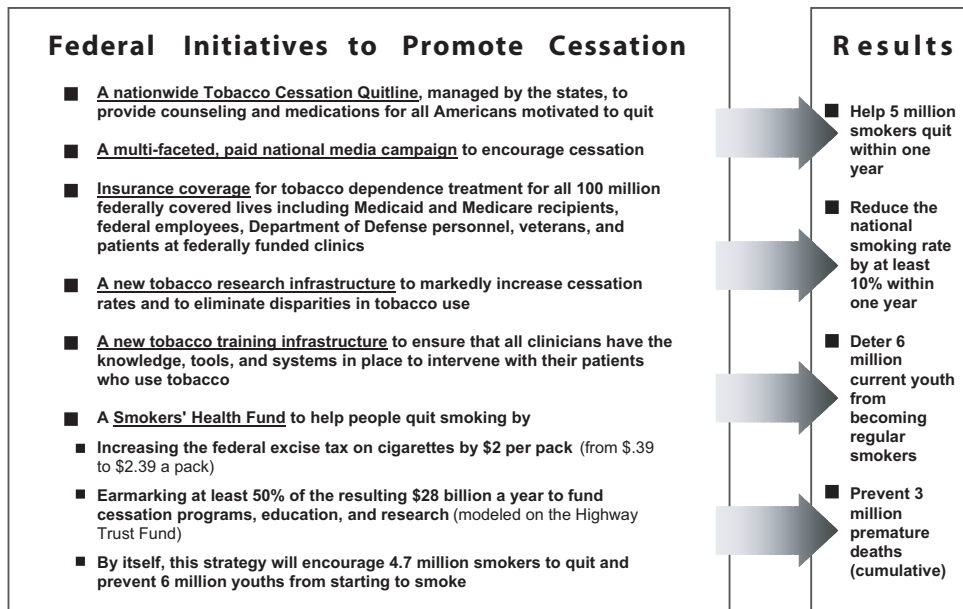 Federal Initiatives to Promote Cessation
■ A nationwide Tobacco Cessation Quitline, managed by the states, to
provide counseling and medications for all Americans motivated to quit
■ A multi-faceted, paid national media campaign to encourage cessation
■ Insurance coverage for tobacco dependence treatment for all 100 million
federally covered lives including Medicaid and Medicare recipients,
federal employees, Department of Defense personnel, veterans, and
patients at federally funded clinics
■ A new tobacco research infrastructure to markedly increase cessation
rates and to eliminate disparities in tobacco use
■ A new tobacco training infrastructure to ensure that all clinicians have the
knowledge, tools, and systems in place to intervene with their patients
who use tobacco
■ A Smokers' Health Fund to help people quit smoking by
■ Increasing the federal excise tax on cigarettes by $2 per pack (from $.39
to $2.39 a pack)
■ Earmarking at least 50% of the resulting $28 billion a year to fund
cessation programs, education, and research (modeled on the Highway
Trust Fund)
■ By itself, this strategy will encourage 4.7 million smokers to quit and
prevent 6 million youths from starting to smoke
Results
■ Help 5 million
smokers quit
within one
year
■ Reduce the
national
smoking rate
by at least
10% within
one year
■ Deter 6
million
current youth
from
becoming
regular
smokers
■ Prevent 3
million
premature
deaths
(cumulative)